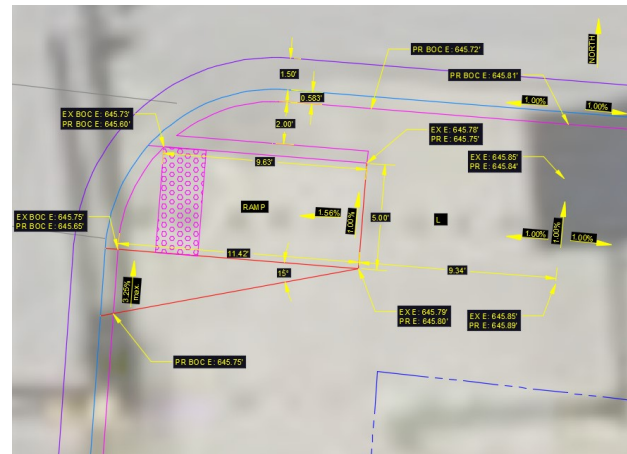 PR BOC E: 645.72'
NORTH
1.50'
PR BOC E: 645.81'
0.583'
1.00%
1.00%
EX BOC E: 645.73'
PR BOC E: 645.60'
2.00'
EX E: 645.78'
PR E: 645.75'
9.63'
EX E: 645.85'
PR E: 645.84'
RAMP
1.56%
1.00%
5.00'
L
EX BOC E: 645.75'
PR BOC E: 645.65'
1.00%
1.00%
1.00%
11.42'
15°
9.34'
3.25%
max.
EX E: 645.79'
PR E: 645.80'
EX E: 645.85'
PR E: 645.89'
PR BOC E: 645.75'